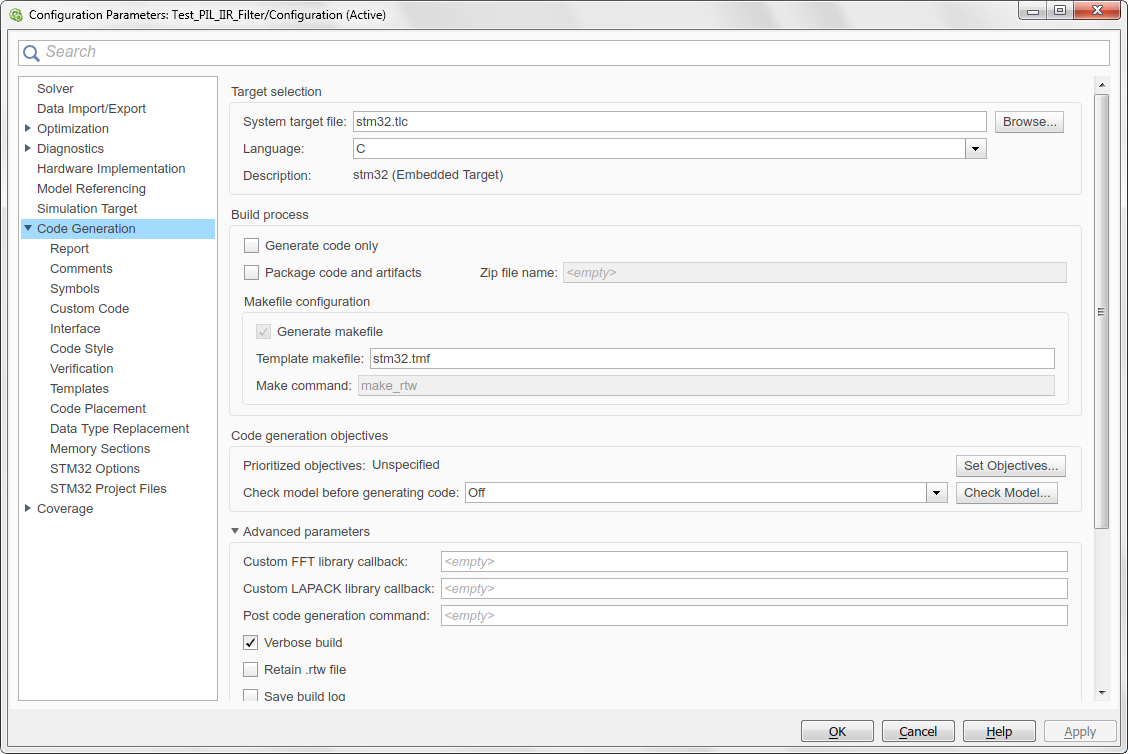 Configuration Parameters: Test_PIL_IIR_Filter/Configuration (Active)
Search
Solver
Data Import/Export
Optimization
Diagnostics
Hardware Implementation
Model Referencing
Simulation Target
Code Generation
Report
Comments
Symbols
Custom Code
Interface
Code Style
Verification
Templates
Code Placement
Data Type Replacement
Memory Sections
STM32 Options
STM32 Project Files
Coverage
Target selection
System target file: stm32.tlc Browse...
Language: C
Description: stm32 (Embedded Target)
Build process
Generate code only
Package code and artifacts Zip file name: <empty>
Makefile configuration
Generate makefile
Template makefile: stm32.tmf
Make command: make_rtw
Code generation objectives
Prioritized objectives: Unspecified Set Objectives...
Check model before generating code: Off Check Model...
Advanced parameters
Custom FFT library callback: <empty>
Custom LAPACK library callback: <empty>
Post code generation command: <empty>
Verbose build
Retain .rtw file
Save build log
OK Cancel Help Apply